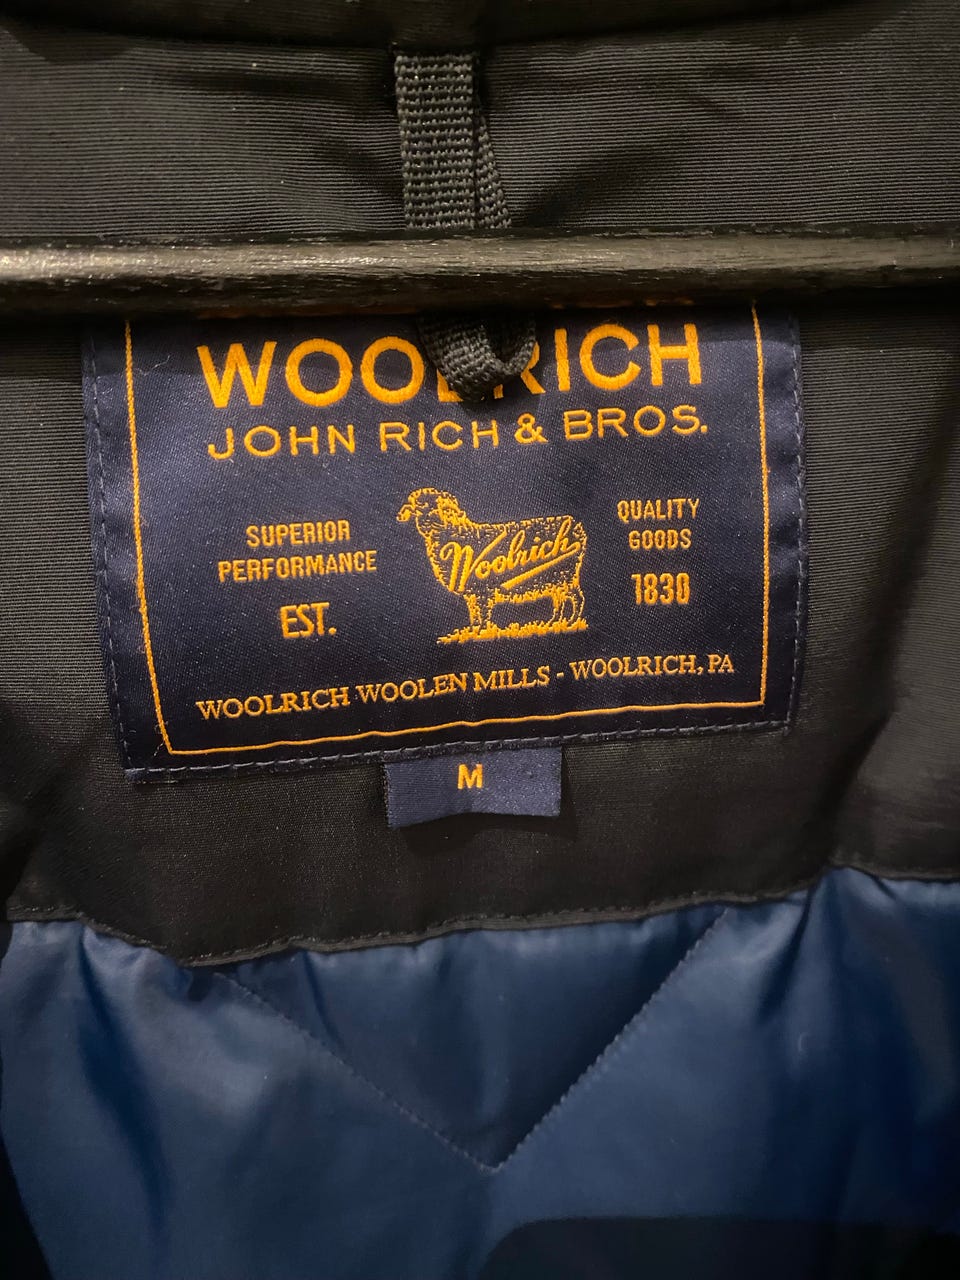 WOOLRICH
JOHN RICH & BROS.
SUPERIOR
PERFORMANCE
EST.
Woolrich
QUALITY
GOODS
1830
WOOLRICH WOOLEN MILLS - WOOLRICH, PA
M